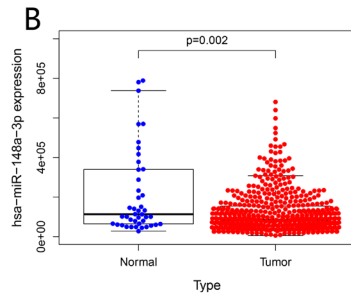 B
p=0.002
hsa−miR−148a−3p expression
8e+05
4e+05
0e+00
Normal
Tumor
Type